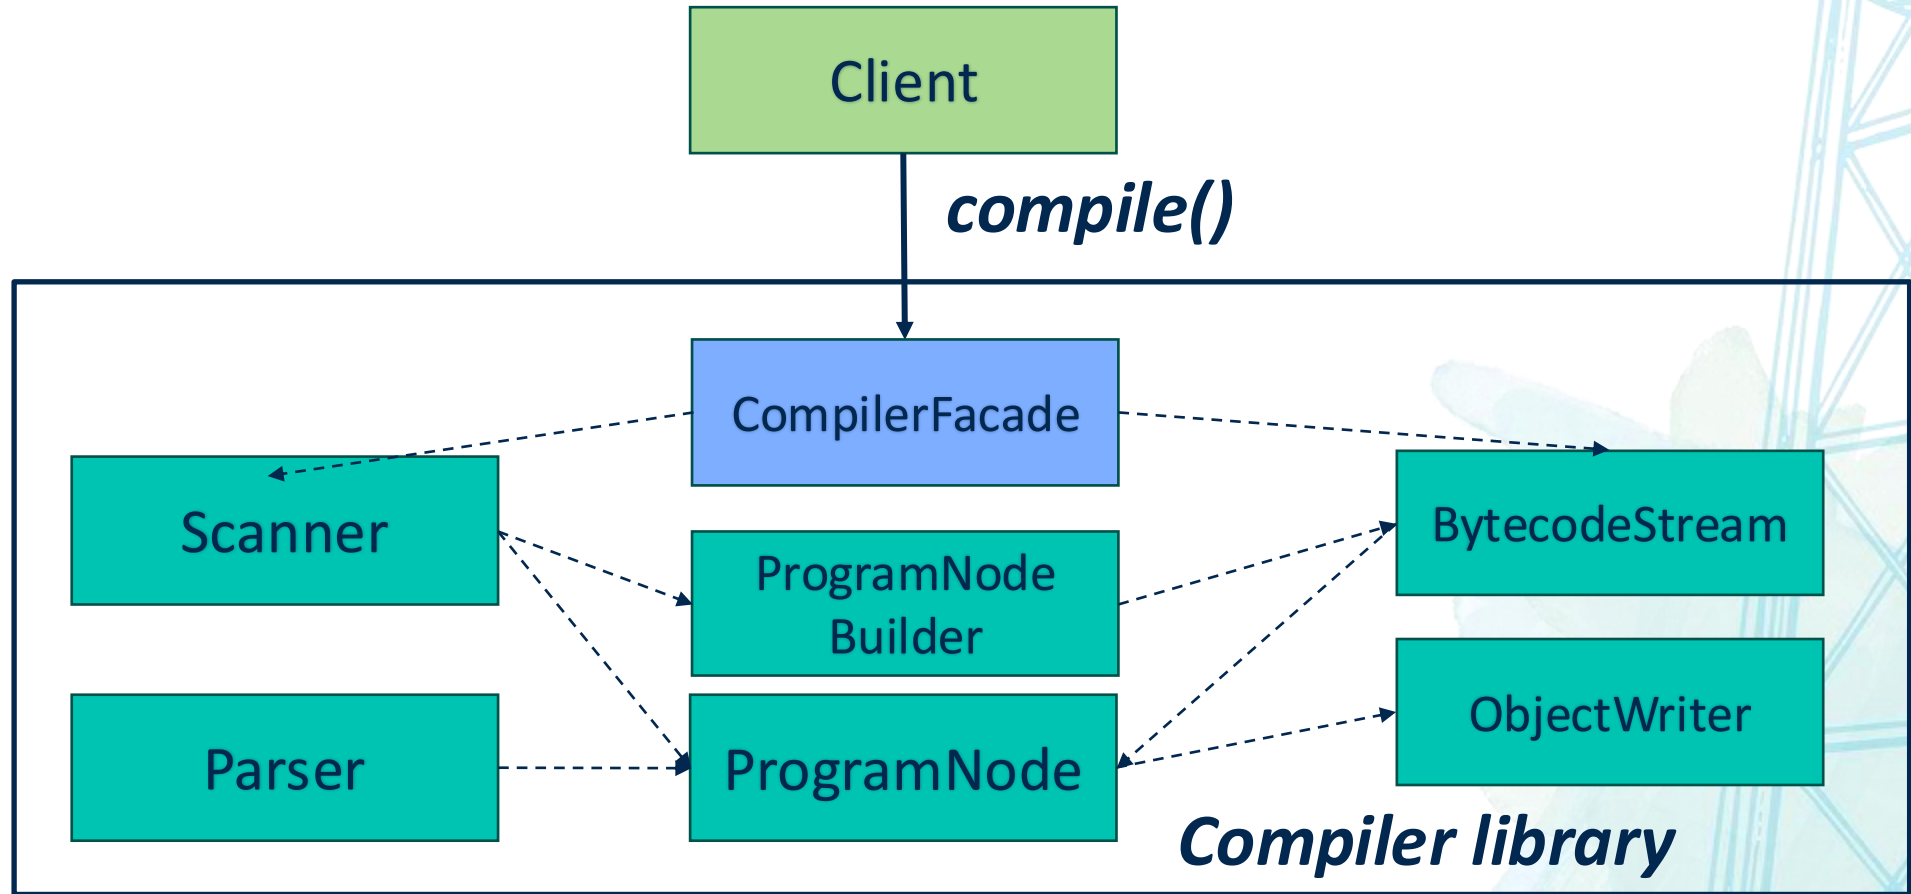 Client
compile()
CompilerFacade
Scanner
ProgramNode
Builder
BytecodeStream
Parser
ProgramNode
ObjectWriter
Compiler library